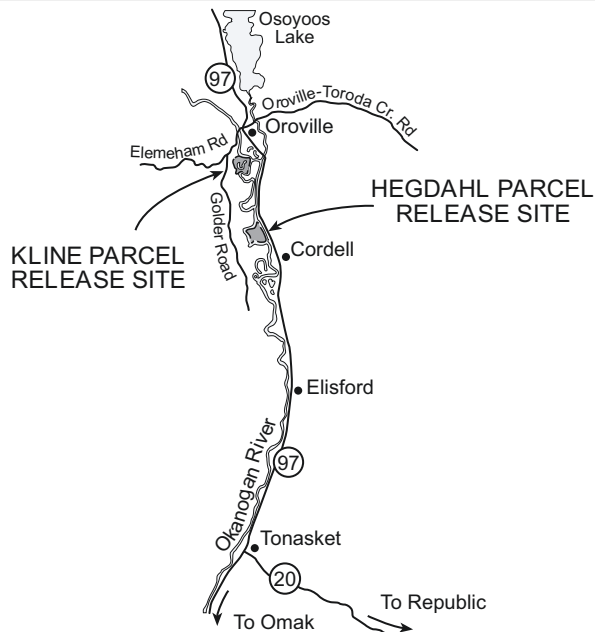 Osoyoos
Lake
97
Oroville-Toroda Cr. Rd
Oroville
Elemeham Rd
HEGDAHL PARCEL
RELEASE SITE
Golder Road
KLINE PARCEL
RELEASE SITE
Cordell
Elisford
Okanogan River
97
Tonasket
20
To Republic
To Omak